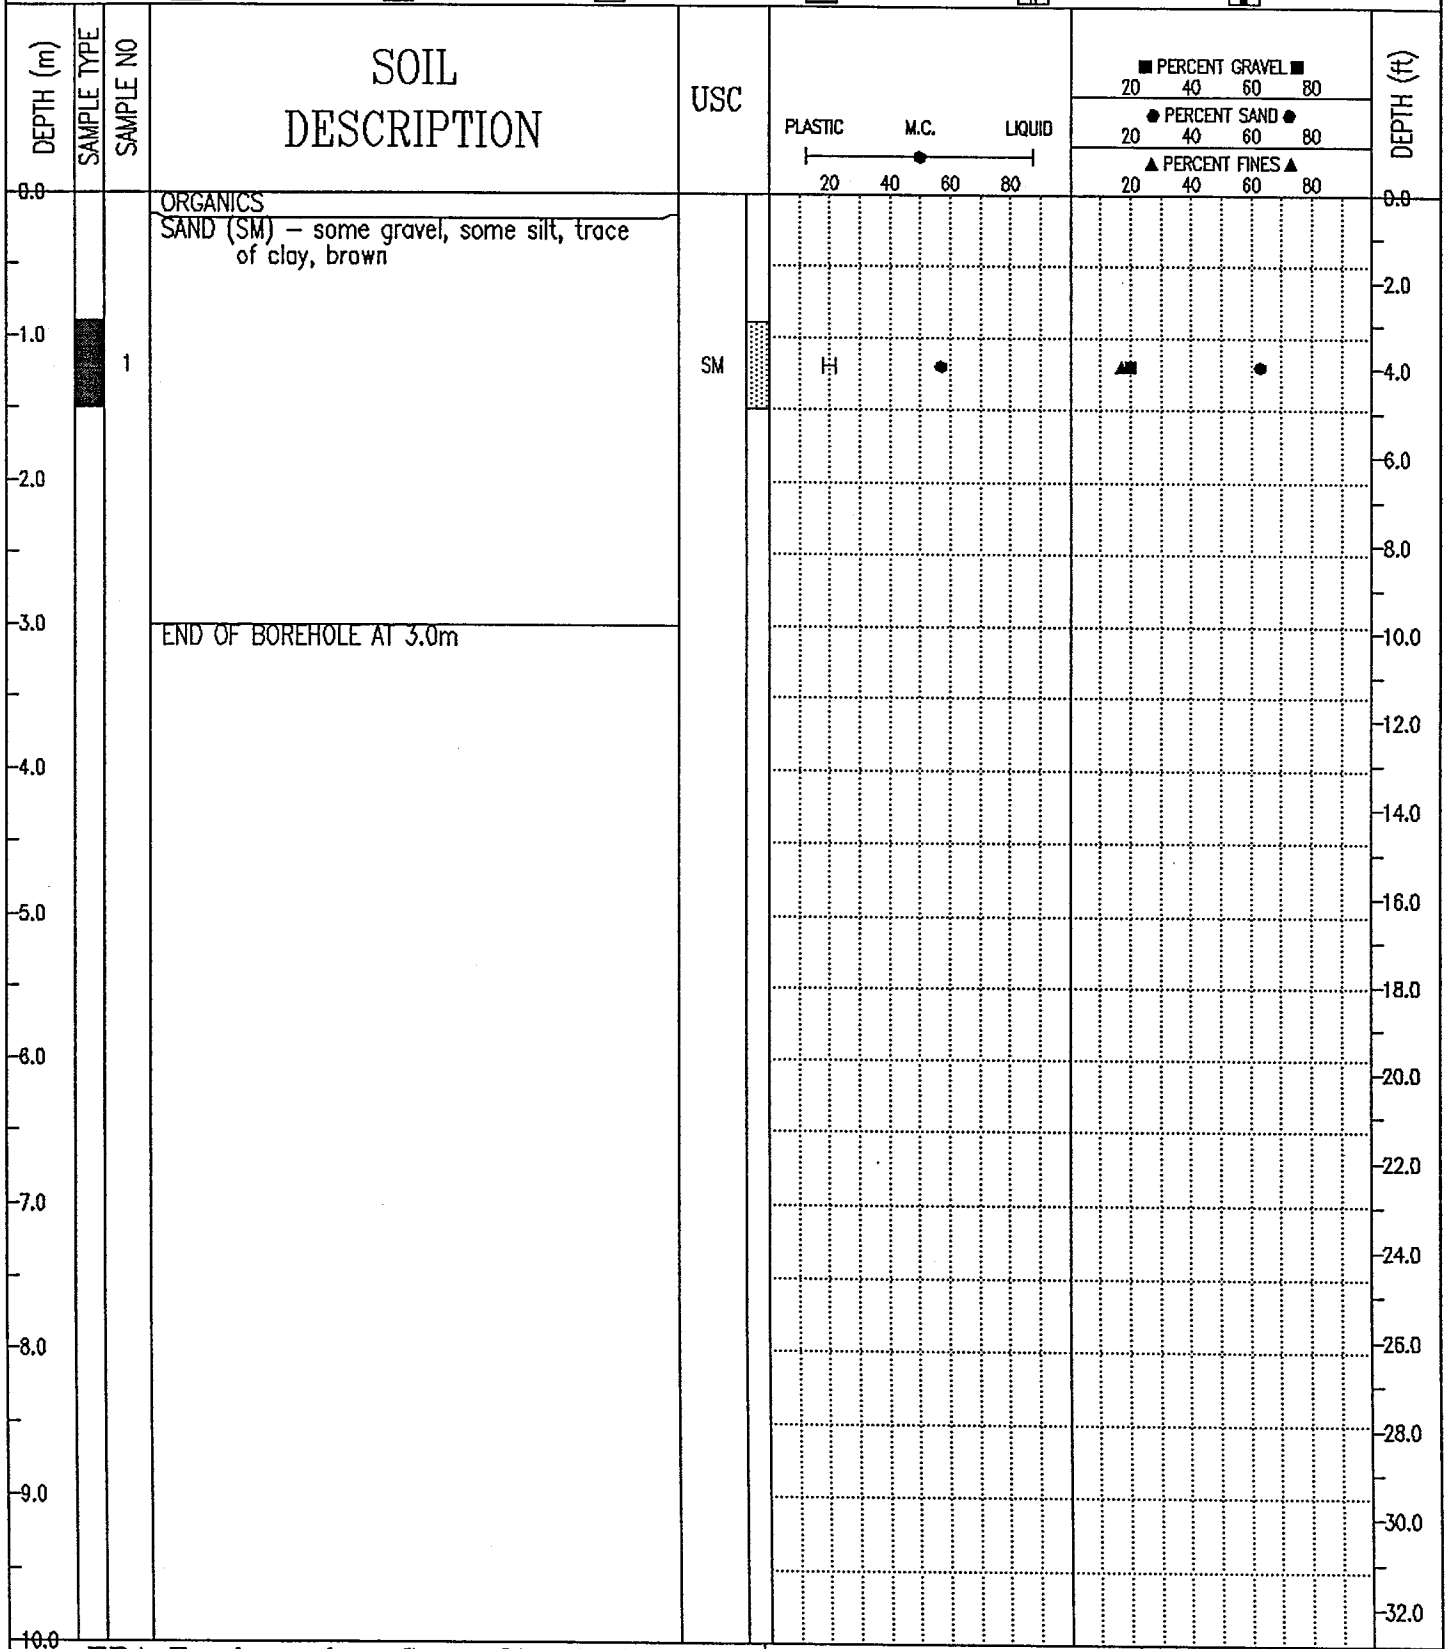 DEPTH (m)
SAMPLE TYPE
SAMPLE NO
SOIL
DESCRIPTION
USC
PLASTIC M.C. LIQUID
20 40 60 80
■ PERCENT GRAVEL ■
20 40 60 80
● PERCENT SAND ●
20 40 60 80
▲ PERCENT FINES ▲
20 40 60 80
DEPTH (ft)
0.0
ORGANICS
0.0
SAND (SM) – some gravel, some silt, trace
of clay, brown
2.0
1.0
1
SM
4.0
6.0
2.0
8.0
3.0
END OF BOREHOLE AT 3.0m
10.0
12.0
4.0
14.0
5.0
16.0
18.0
6.0
20.0
22.0
7.0
24.0
8.0
26.0
28.0
9.0
30.0
32.0
10.0